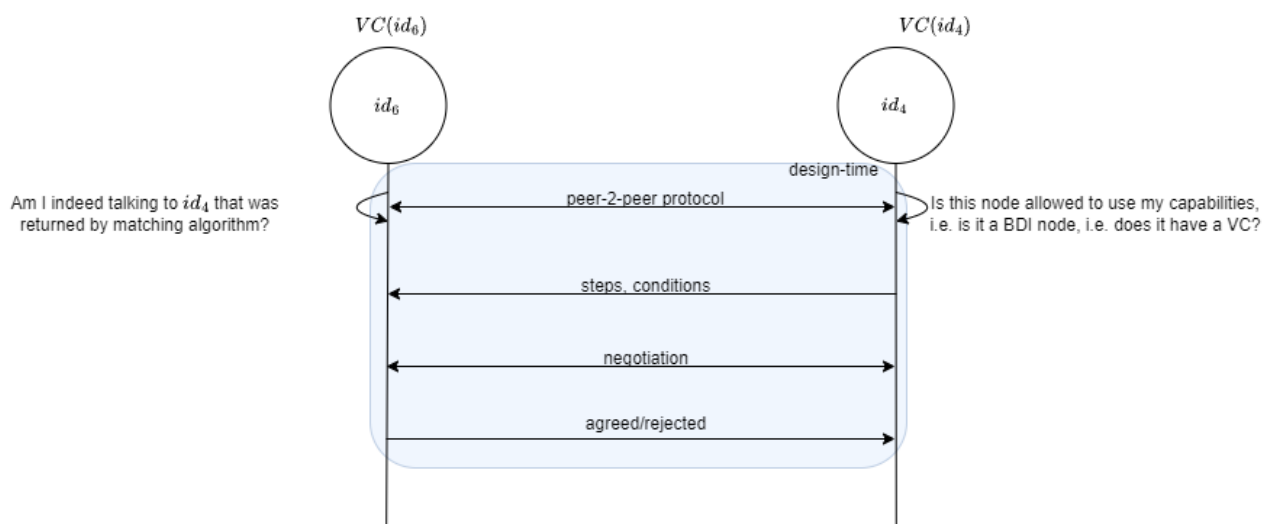 VC(id₆)
VC(id₄)
id₆
id₄
design-time
Am I indeed talking to id₄ that was
returned by matching algorithm?
peer-2-peer protocol
Is this node allowed to use my capabilities,
i.e. is it a BDI node, i.e. does it have a VC?
steps, conditions
negotiation
agreed/rejected